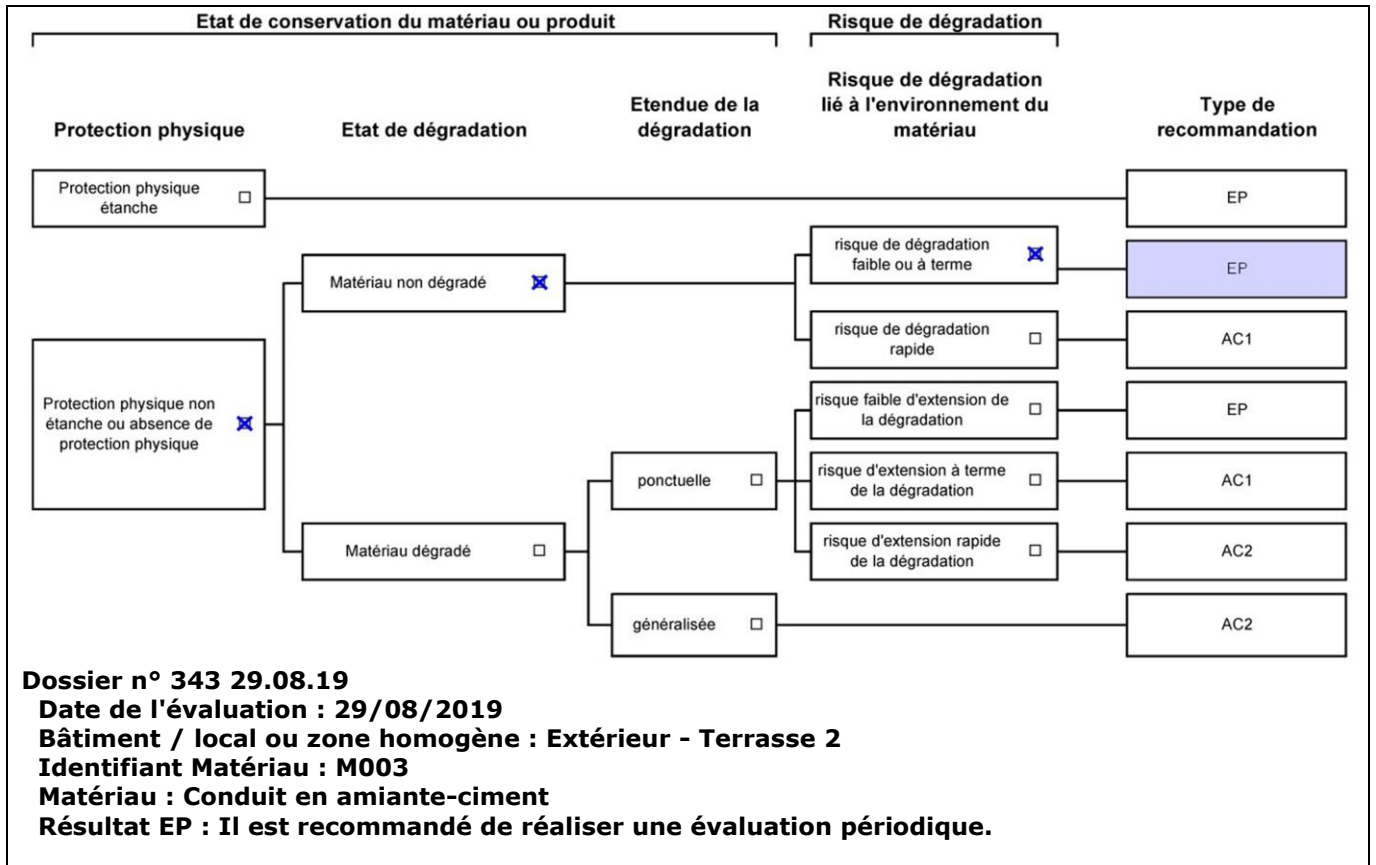 Etat de conservation du matériau ou produit
Risque de dégradation
Protection physique
Etat de dégradation
Etendue de la
dégradation
Risque de dégradation
lié à l'environnement du
matériau
Type de
recommandation
Protection physique
étanche
EP
risque de dégradation
faible ou à terme
EP
Matériau non dégradé
risque de dégradation
rapide
AC1
Protection physique non
étanche ou absence de
protection physique
risque faible d'extension de
la dégradation
EP
ponctuelle
risque d'extension à terme
de la dégradation
AC1
Matériau dégradé
risque d'extension rapide
de la dégradation
AC2
généralisée
AC2
Dossier n° 343 29.08.19
Date de l'évaluation : 29/08/2019
Bâtiment / local ou zone homogène : Extérieur - Terrasse 2
Identifiant Matériau : M003
Matériau : Conduit en amiante-ciment
Résultat EP : Il est recommandé de réaliser une évaluation périodique.